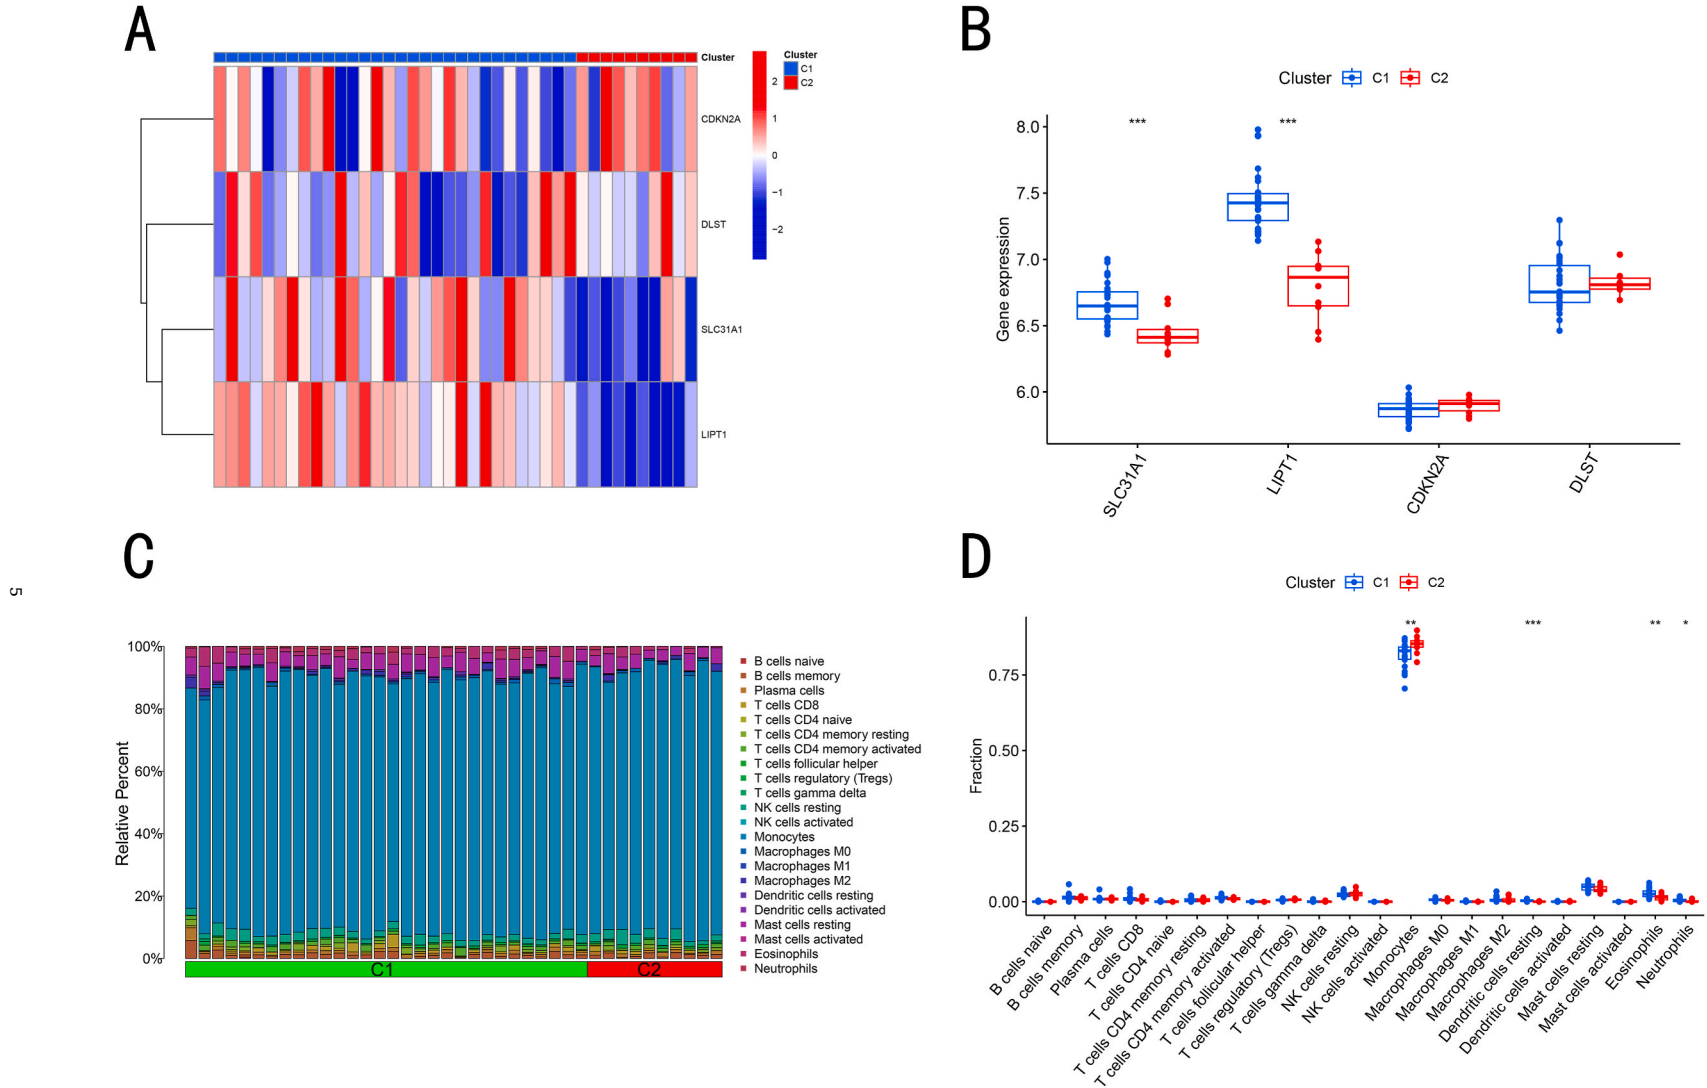 A
Cluster
CDKN2A
DLST
SLC31A1
LIPT1
2
1
0
−1
−2
Cluster
C1
C2
B
Cluster C1 C2
Gene expression
8.0
7.5
7.0
6.5
6.0
*** ***
SLC31A1
LIPT1
CDKN2A
DLST
5
C
Relative Percent
100%
80%
60%
40%
20%
0%
C1 C2
B cells naive
B cells memory
Plasma cells
T cells CD8
T cells CD4 naive
T cells CD4 memory resting
T cells CD4 memory activated
T cells follicular helper
T cells regulatory (Tregs)
T cells gamma delta
NK cells resting
NK cells activated
Monocytes
Macrophages M0
Macrophages M1
Macrophages M2
Dendritic cells resting
Dendritic cells activated
Mast cells resting
Mast cells activated
Eosinophils
Neutrophils
D
Cluster C1 C2
Fraction
0.75
0.50
0.25
0.00
** *** ** *
B cells naive
B cells memory
Plasma cells
T cells CD8
T cells CD4 naive
T cells CD4 memory resting
T cells CD4 memory activated
T cells follicular helper
T cells regulatory (Tregs)
T cells gamma delta
NK cells resting
NK cells activated
Monocytes
Macrophages M0
Macrophages M1
Macrophages M2
Dendritic cells resting
Dendritic cells activated
Mast cells resting
Mast cells activated
Eosinophils
Neutrophils